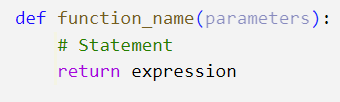 def function_name(parameters):
    # Statement
    return expression